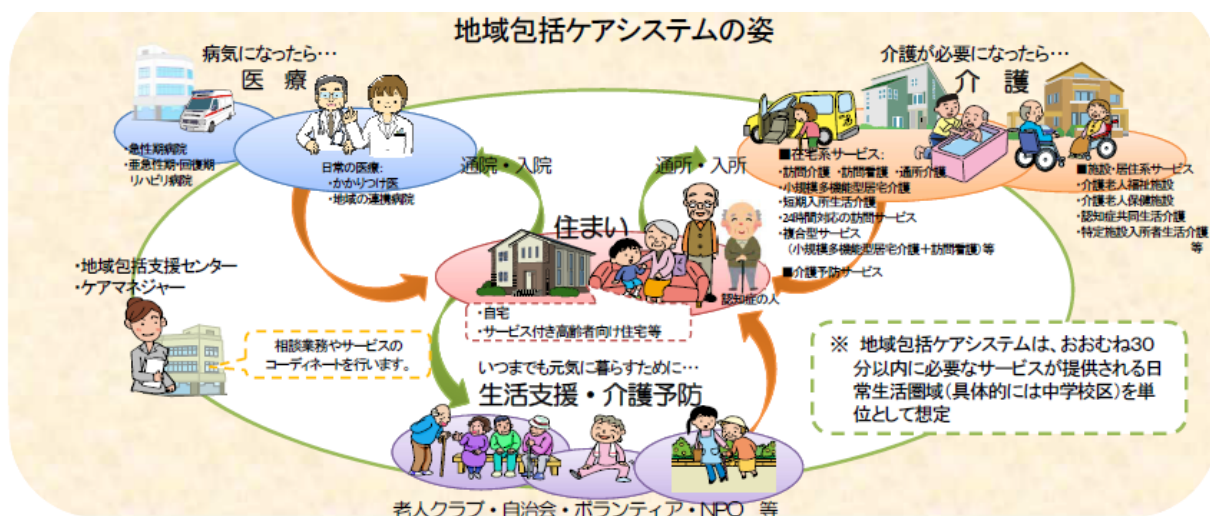 地域包括ケアシステムの姿
病気になったら･･･
医 療
介護が必要になったら･･･
介 護
・急性期病院
・亜急性期・回復期
リハビリ病院
日常の医療:
・かかりつけ医
・地域の連携病院
通院・入院
通所・入所
■在宅系サービス:
・訪問介護 ・訪問看護 ・通所介護
・小規模多機能型居宅介護
・短期入所生活介護
・24時間対応の訪問サービス
・複合型サービス
（小規模多機能型居宅介護＋訪問看護）等
■介護予防サービス
■施設・居住系サービス
・介護老人福祉施設
・介護老人保健施設
・認知症共同生活介護
・特定施設入所者生活介護
等
住まい
認知症の人
・自宅
・サービス付き高齢者向け住宅等
・地域包括支援センター
・ケアマネジャー
相談業務やサービスの
コーディネートを行います。
いつまでも元気に暮らすために･･･
生活支援・介護予防
老人クラブ・自治会・ボランティア・NPO 等
※ 地域包括ケアシステムは、おおむね30
分以内に必要なサービスが提供される日
常生活圏域（具体的には中学校区）を単
位として想定